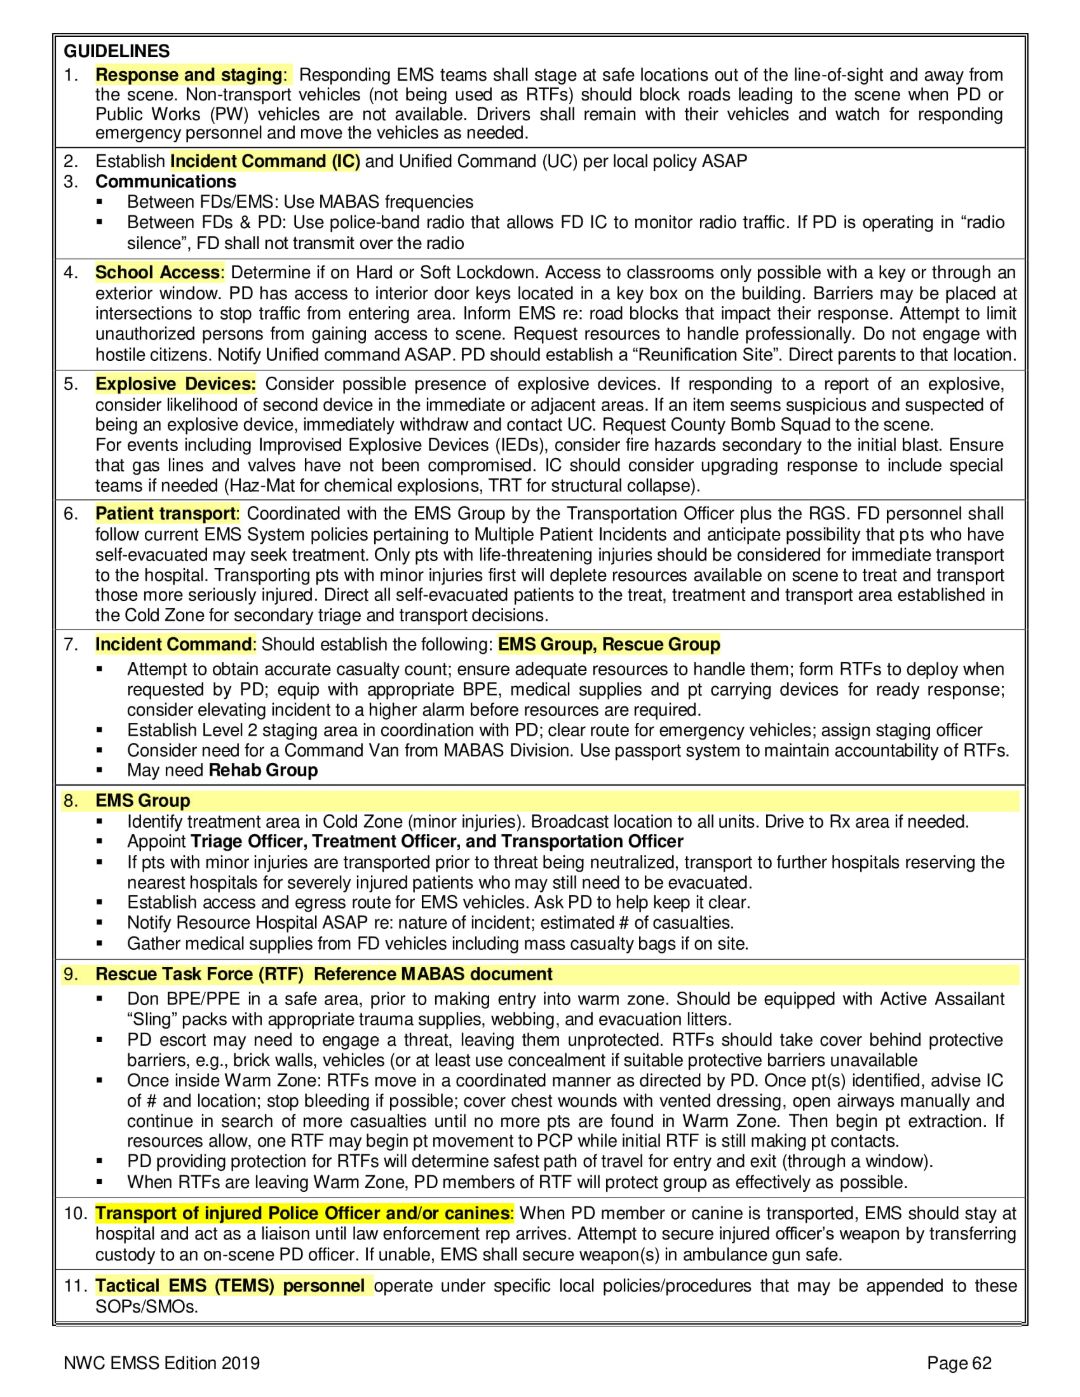 GUIDELINES
1. Response and staging: Responding EMS teams shall stage at safe locations out of the line-of-sight and away from
the scene. Non-transport vehicles (not being used as RTFs) should block roads leading to the scene when PD or
Public Works (PW) vehicles are not available. Drivers shall remain with their vehicles and watch for responding
emergency personnel and move the vehicles as needed.
2. Establish Incident Command (IC) and Unified Command (UC) per local policy ASAP
3. Communications
▪ Between FDs/EMS: Use MABAS frequencies
▪ Between FDs & PD: Use police-band radio that allows FD IC to monitor radio traffic. If PD is operating in “radio
silence”, FD shall not transmit over the radio
4. School Access: Determine if on Hard or Soft Lockdown. Access to classrooms only possible with a key or through an
exterior window. PD has access to interior door keys located in a key box on the building. Barriers may be placed at
intersections to stop traffic from entering area. Inform EMS re: road blocks that impact their response. Attempt to limit
unauthorized persons from gaining access to scene. Request resources to handle professionally. Do not engage with
hostile citizens. Notify Unified command ASAP. PD should establish a “Reunification Site”. Direct parents to that location.
5. Explosive Devices: Consider possible presence of explosive devices. If responding to a report of an explosive,
consider likelihood of second device in the immediate or adjacent areas. If an item seems suspicious and suspected of
being an explosive device, immediately withdraw and contact UC. Request County Bomb Squad to the scene.
For events including Improvised Explosive Devices (IEDs), consider fire hazards secondary to the initial blast. Ensure
that gas lines and valves have not been compromised. IC should consider upgrading response to include special
teams if needed (Haz-Mat for chemical explosions, TRT for structural collapse).
6. Patient transport: Coordinated with the EMS Group by the Transportation Officer plus the RGS. FD personnel shall
follow current EMS System policies pertaining to Multiple Patient Incidents and anticipate possibility that pts who have
self-evacuated may seek treatment. Only pts with life-threatening injuries should be considered for immediate transport
to the hospital. Transporting pts with minor injuries first will deplete resources available on scene to treat and transport
those more seriously injured. Direct all self-evacuated patients to the treat, treatment and transport area established in
the Cold Zone for secondary triage and transport decisions.
7. Incident Command: Should establish the following: EMS Group, Rescue Group
▪ Attempt to obtain accurate casualty count; ensure adequate resources to handle them; form RTFs to deploy when
requested by PD; equip with appropriate BPE, medical supplies and pt carrying devices for ready response;
consider elevating incident to a higher alarm before resources are required.
▪ Establish Level 2 staging area in coordination with PD; clear route for emergency vehicles; assign staging officer
▪ Consider need for a Command Van from MABAS Division. Use passport system to maintain accountability of RTFs.
▪ May need Rehab Group
8. EMS Group
▪ Identify treatment area in Cold Zone (minor injuries). Broadcast location to all units. Drive to Rx area if needed.
▪ Appoint Triage Officer, Treatment Officer, and Transportation Officer
▪ If pts with minor injuries are transported prior to threat being neutralized, transport to further hospitals reserving the
nearest hospitals for severely injured patients who may still need to be evacuated.
▪ Establish access and egress route for EMS vehicles. Ask PD to help keep it clear.
▪ Notify Resource Hospital ASAP re: nature of incident; estimated # of casualties.
▪ Gather medical supplies from FD vehicles including mass casualty bags if on site.
9. Rescue Task Force (RTF) Reference MABAS document
▪ Don BPE/PPE in a safe area, prior to making entry into warm zone. Should be equipped with Active Assailant
“Sling” packs with appropriate trauma supplies, webbing, and evacuation litters.
▪ PD escort may need to engage a threat, leaving them unprotected. RTFs should take cover behind protective
barriers, e.g., brick walls, vehicles (or at least use concealment if suitable protective barriers unavailable
▪ Once inside Warm Zone: RTFs move in a coordinated manner as directed by PD. Once pt(s) identified, advise IC
of # and location; stop bleeding if possible; cover chest wounds with vented dressing, open airways manually and
continue in search of more casualties until no more pts are found in Warm Zone. Then begin pt extraction. If
resources allow, one RTF may begin pt movement to PCP while initial RTF is still making pt contacts.
▪ PD providing protection for RTFs will determine safest path of travel for entry and exit (through a window).
▪ When RTFs are leaving Warm Zone, PD members of RTF will protect group as effectively as possible.
10. Transport of injured Police Officer and/or canines: When PD member or canine is transported, EMS should stay at
hospital and act as a liaison until law enforcement rep arrives. Attempt to secure injured officer’s weapon by transferring
custody to an on-scene PD officer. If unable, EMS shall secure weapon(s) in ambulance gun safe.
11. Tactical EMS (TEMS) personnel operate under specific local policies/procedures that may be appended to these
SOPs/SMOs.
NWC EMSS Edition 2019 Page 62